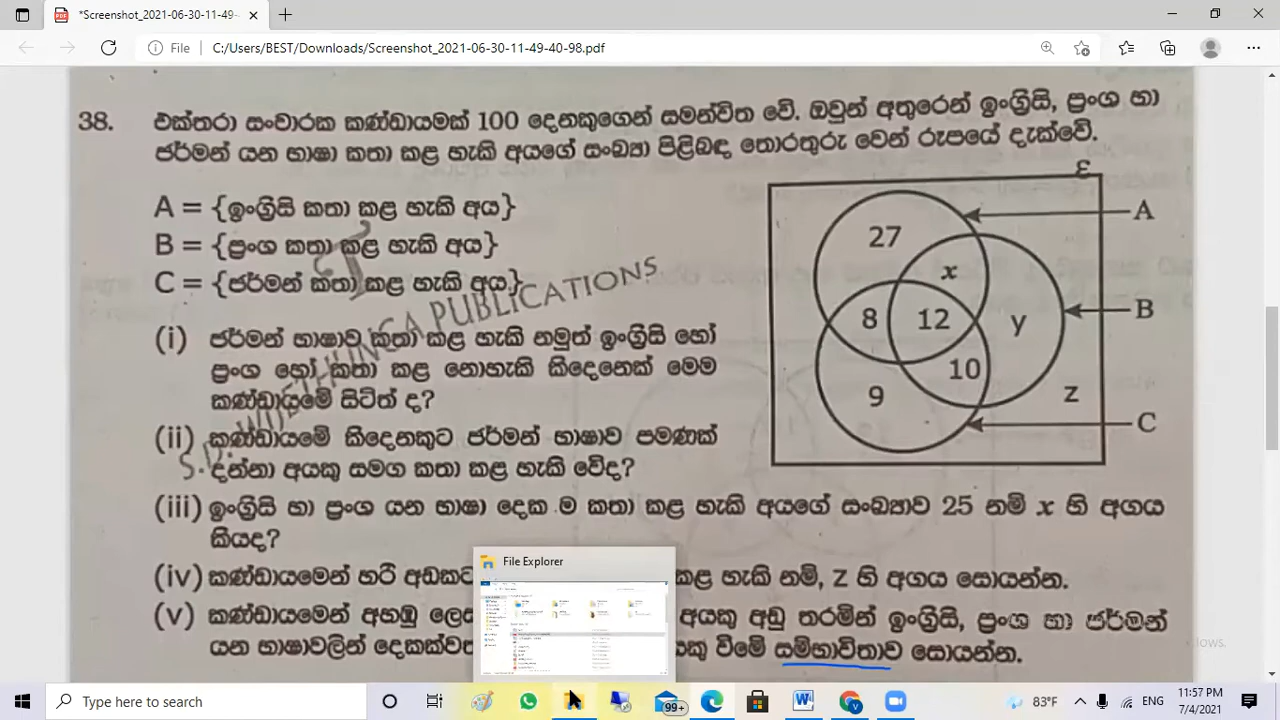 *Screenshot_2021-06-30-11-49-
File
C:/Users/BEST/Downloads/Screenshot_2021-06-30-11-49-40-98.pdf
38. එක්තරා සංචාරක කණ්ඩායමක් 100 දෙනකුගෙන් සමන්විත වේ. ඔවුන් අතුරෙන් ඉංග්‍රීසි, ප්‍රංශ හා
ජර්මන් යන භාෂා කතා කළ හැකි අයගේ සංඛ්‍යා පිළිබඳ තොරතුරු වෙන් රූපයේ දැක්වේ.
A = {ඉංග්‍රීසි කතා කළ හැකි අය}
B = {ප්‍රංශ කතා කළ හැකි අය}
C = {ජර්මන් කතා කළ හැකි අය}
ε
27
A
x
B
8
12
y
10
9
z
C
PUBLICATIONS
(i) ජර්මන් භාෂාව කතා කළ හැකි නමුත් ඉංග්‍රීසි හෝ
ප්‍රංශ හෝ කතා කළ නොහැකි කීදෙනෙක් මෙම
කණ්ඩායමේ සිටිත් ද?
(ii) කණ්ඩායමේ කීදෙනකුට ජර්මන් භාෂාව පමණක්
දන්නා අයකු සමග කතා කළ හැකි වේද?
(iii) ඉංග්‍රීසි හා ප්‍රංශ යන භාෂා දෙක ම කතා කළ හැකි අයගේ සංඛ්‍යාව 25 නම් x හි අගය
කීයද?
(iv) කණ්ඩායමෙන් හරි කළ හැකි නම්, z හි අගය සොයන්න.
(v) කණ්ඩායමෙන් අහඹු අයකු අඩු තරමින් ඉංග්‍රීසි, ප්‍රංශ හා ජර්මන්
යන භාෂාවලින් වීමේ සම්භාවිතාව සොයන්න.
File Explorer
Type here to search
99+
83°F
ENG
11:57 PM
7/4/2021